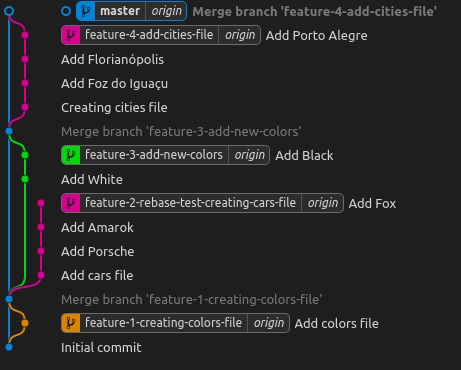 master origin Merge branch 'feature-4-add-cities-file'
feature-4-add-cities-file origin Add Porto Alegre
Add Florianópolis
Add Foz do Iguaçu
Creating cities file
Merge branch 'feature-3-add-new-colors'
feature-3-add-new-colors origin Add Black
Add White
feature-2-rebase-test-creating-cars-file origin Add Fox
Add Amarok
Add Porsche
Add cars file
Merge branch 'feature-1-creating-colors-file'
feature-1-creating-colors-file origin Add colors file
Initial commit